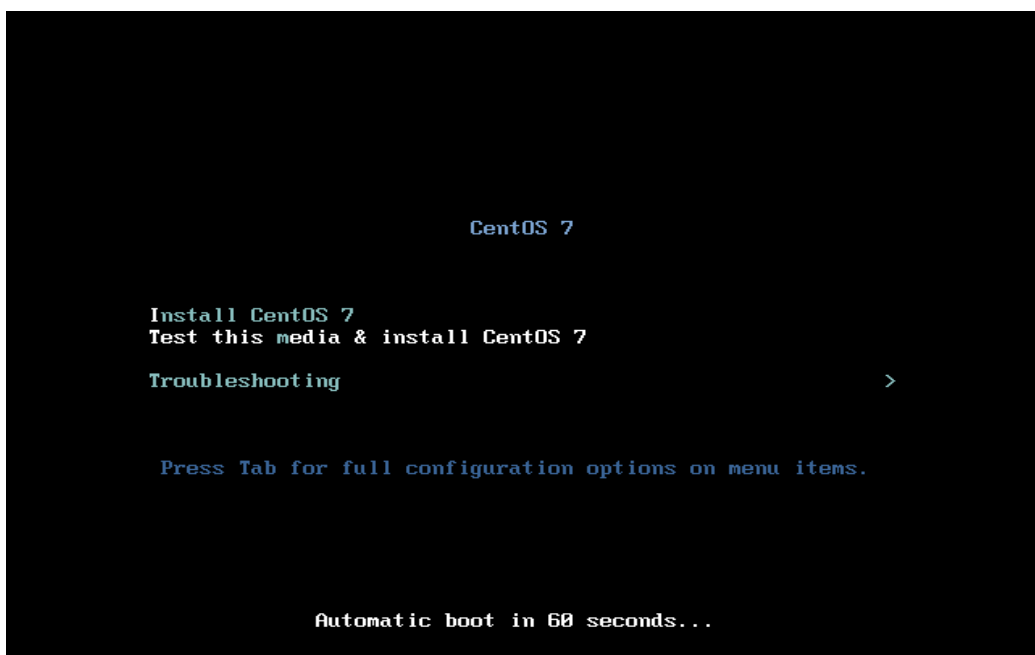 CentOS 7
Install CentOS 7
Test this media & install CentOS 7
Troubleshooting >
Press Tab for full configuration options on menu items.
Automatic boot in 60 seconds...